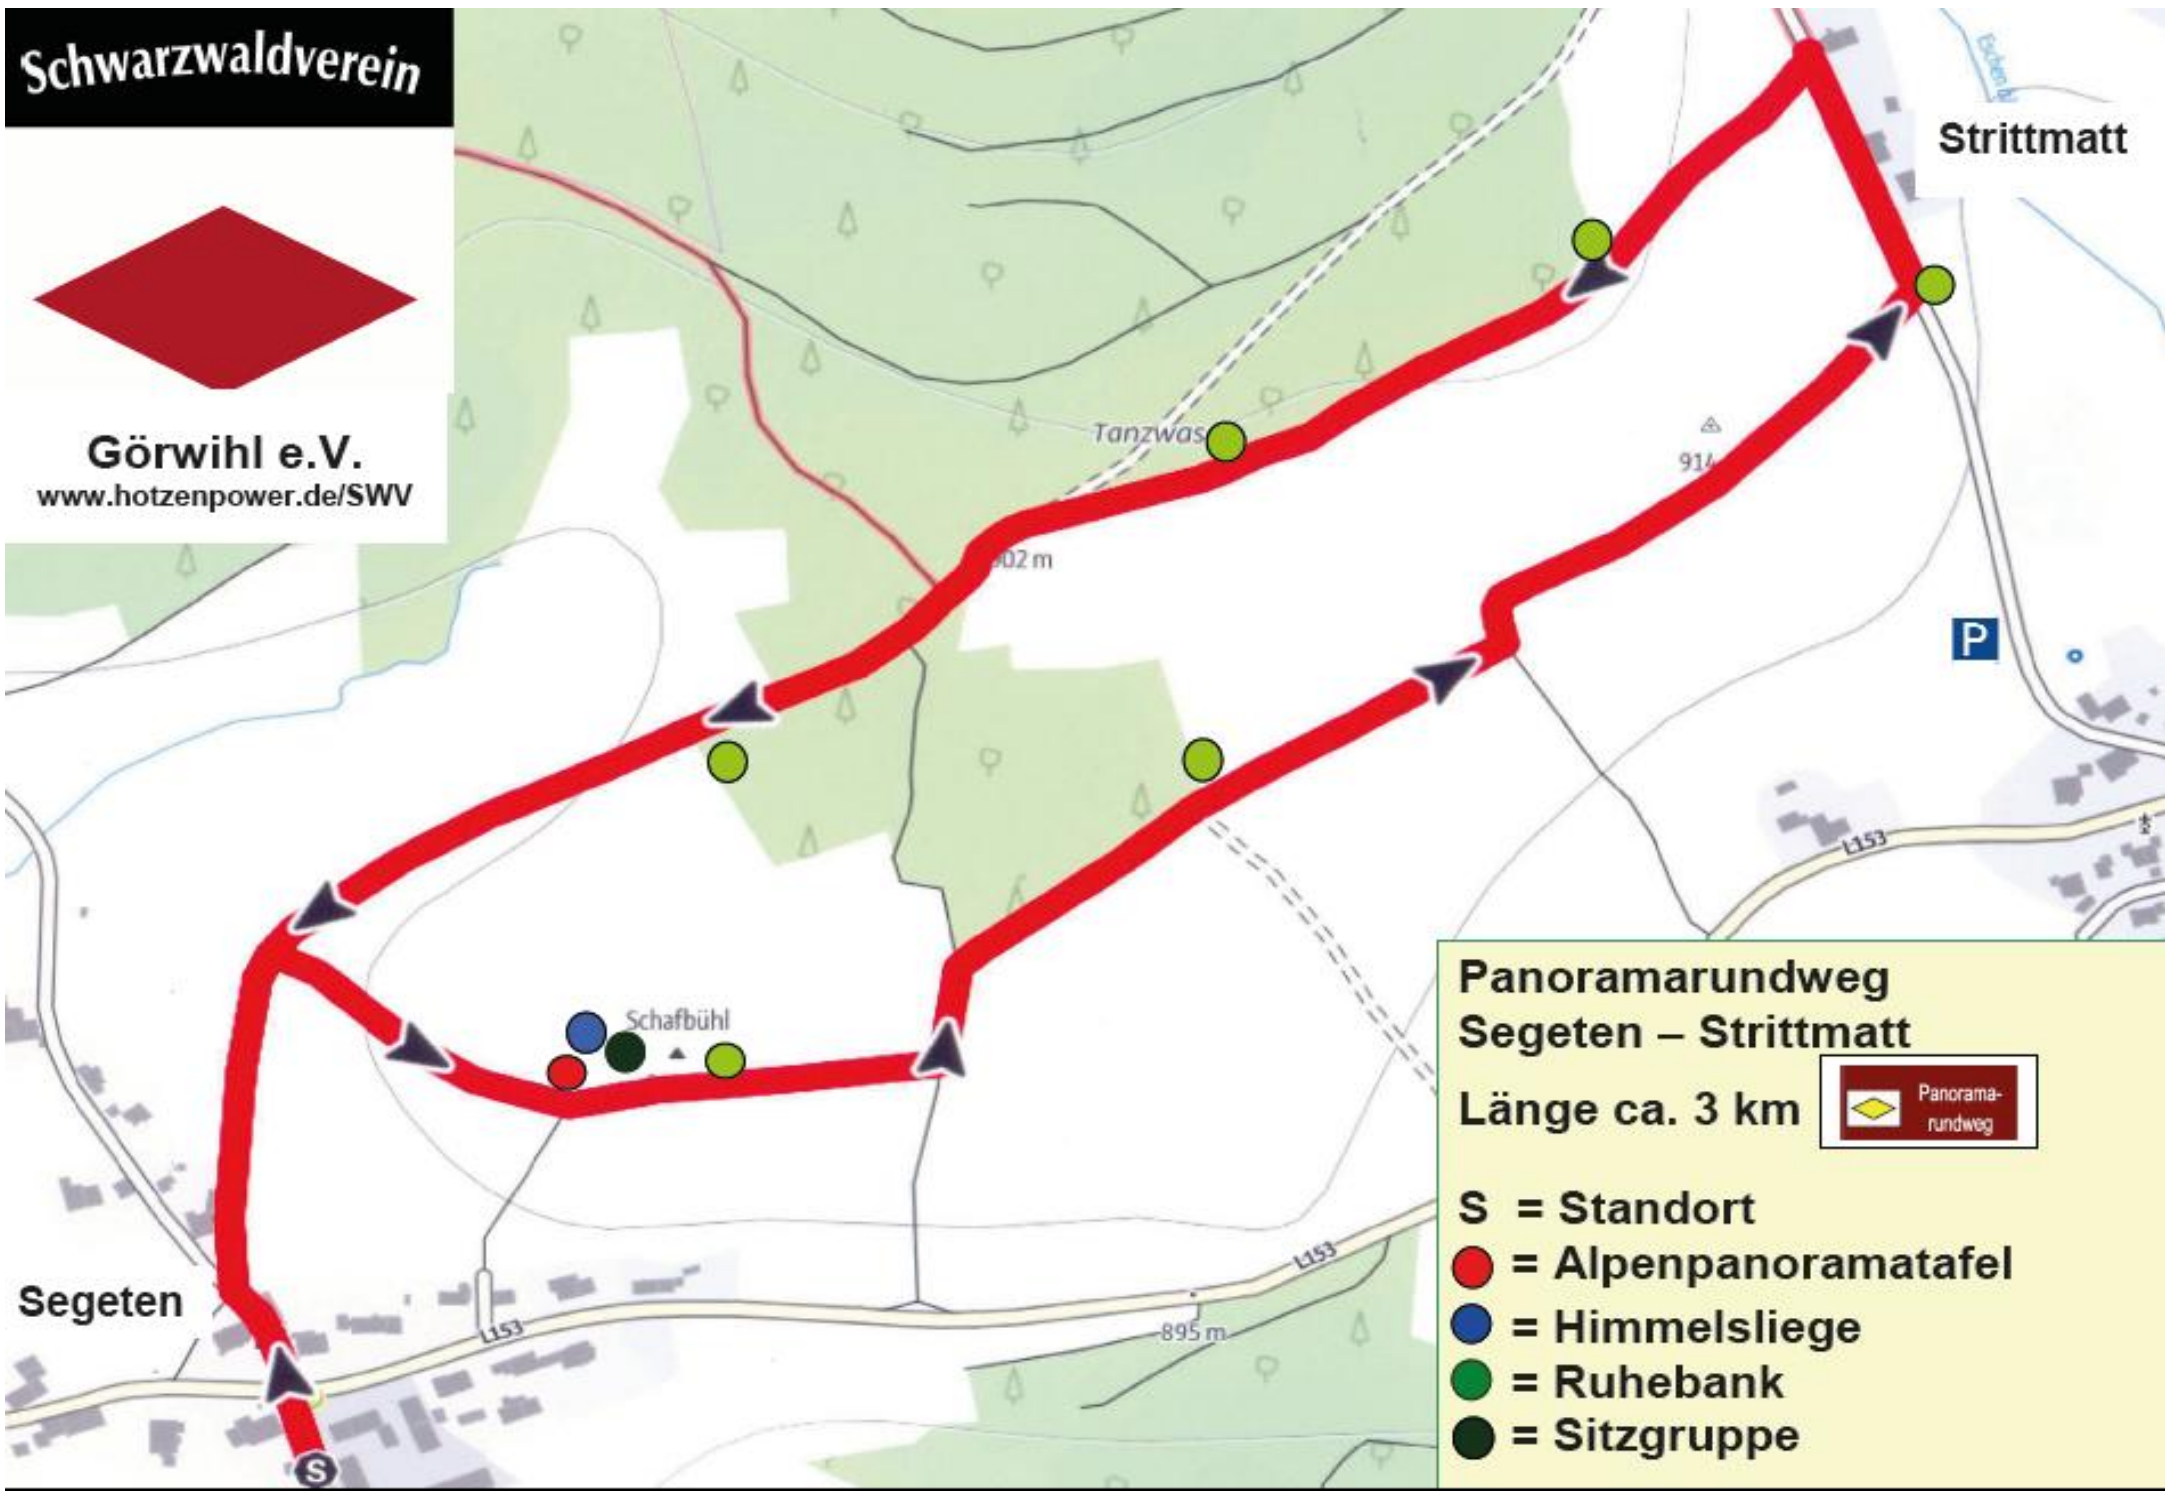 Schwarzwaldverein
Görwihl e.V.
www.hotzenpower.de/SWV
Strittmatt
Tanzwas
914
902 m
P
L153
Schafbühl
Segeten
L153
L153
895 m
S
Panoramarundweg
Segeten – Strittmatt
Länge ca. 3 km
Panorama-
rundweg
S = Standort
= Alpenpanoramatafel
= Himmelsliege
= Ruhebank
= Sitzgruppe